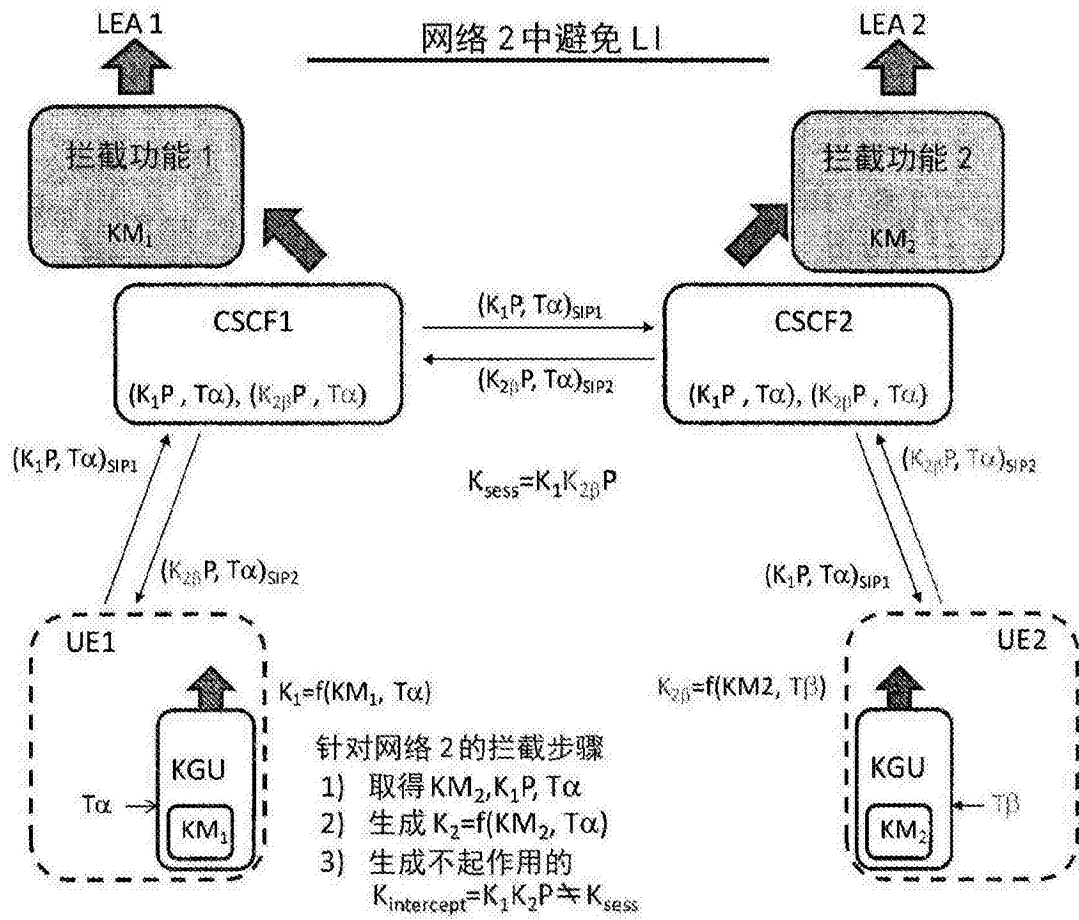 LEA 1
网络 2 中避免 LI
LEA 2
拦截功能 1
KM₁
拦截功能 2
KM₂
CSCF1
(K₁P, Tα)SIP1
(K₂βP, Tα)SIP2
CSCF2
(K₁P , Tα), (K₂βP , Tα)
(K₁P , Tα), (K₂βP , Tα)
(K₁P, Tα)SIP1
(K₂βP, Tα)SIP2
Ksess=K₁K₂βP
(K₂βP, Tα)SIP2
(K₁P, Tα)SIP1
UE1
UE2
K₁=f(KM₁, Tα)
K₂β=f(KM2, Tβ)
KGU
Tα
KM₁
KGU
Tβ
KM₂
针对网络 2 的拦截步骤
1) 取得 KM₂,K₁P, Tα
2) 生成 K₂=f(KM₂, Tα)
3) 生成不起作用的
Kintercept=K₁K₂P≒Ksess